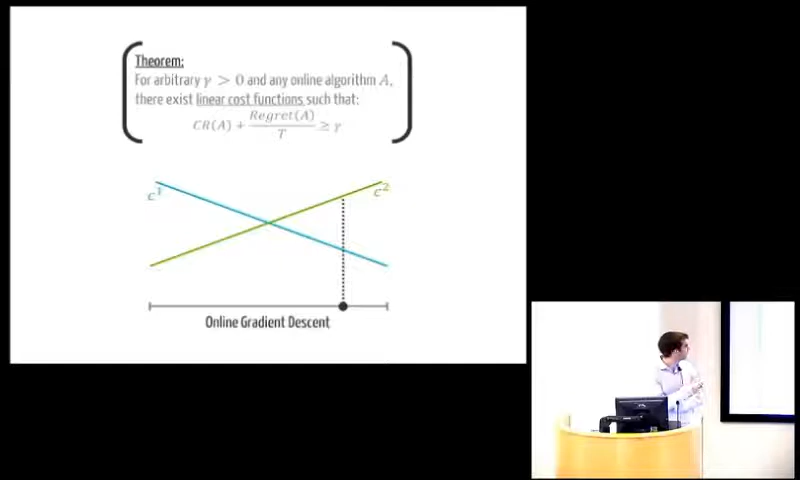 Theorem:
For arbitrary γ > 0 and any online algorithm A,
there exist linear cost functions such that:
CR(A) + Regret(A)/T ≥ γ
c¹
c²
Online Gradient Descent